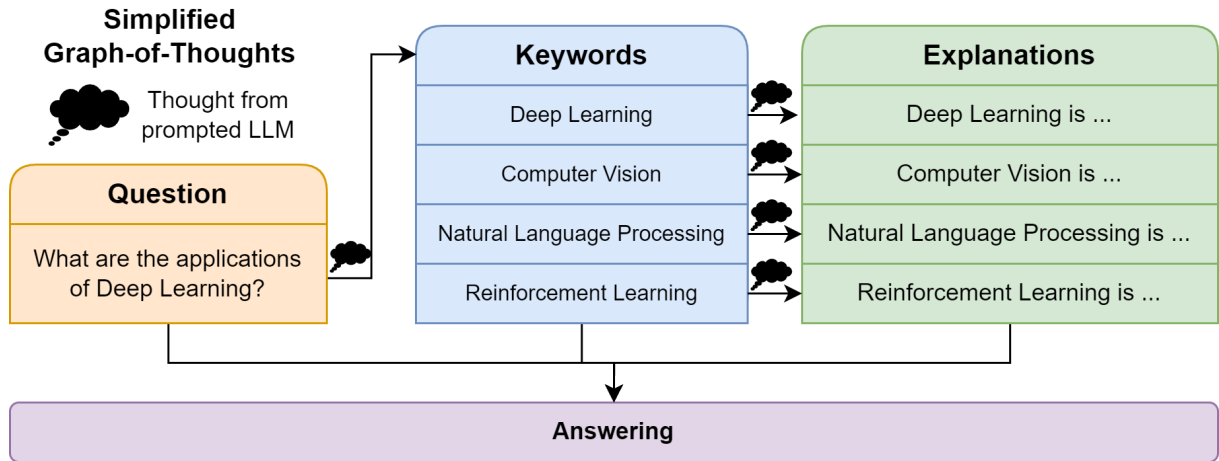 Simplified
Graph-of-Thoughts
Thought from
prompted LLM
Question
What are the applications
of Deep Learning?
Keywords
Deep Learning
Computer Vision
Natural Language Processing
Reinforcement Learning
Explanations
Deep Learning is ...
Computer Vision is ...
Natural Language Processing is ...
Reinforcement Learning is ...
Answering